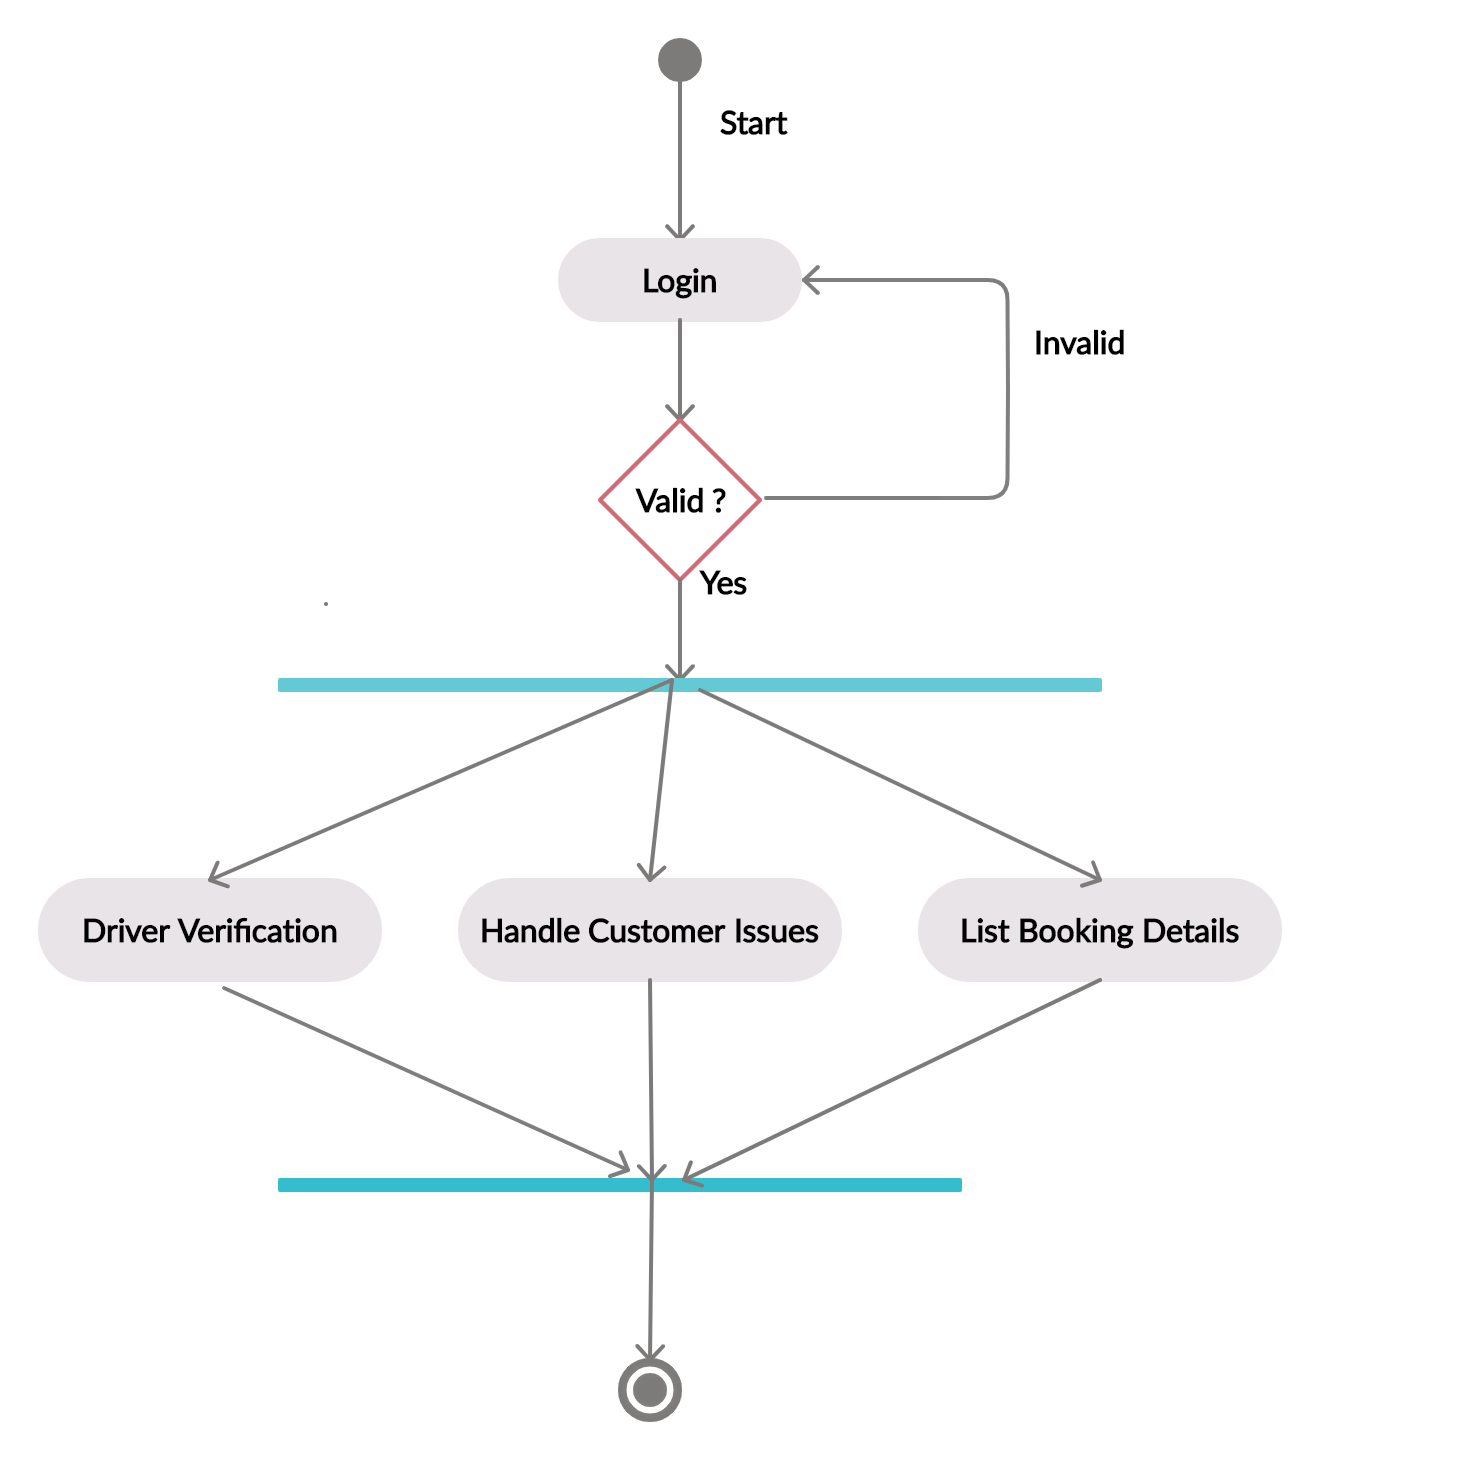 Start
Login
Invalid
Valid ?
Yes
Driver Verification
Handle Customer Issues
List Booking Details